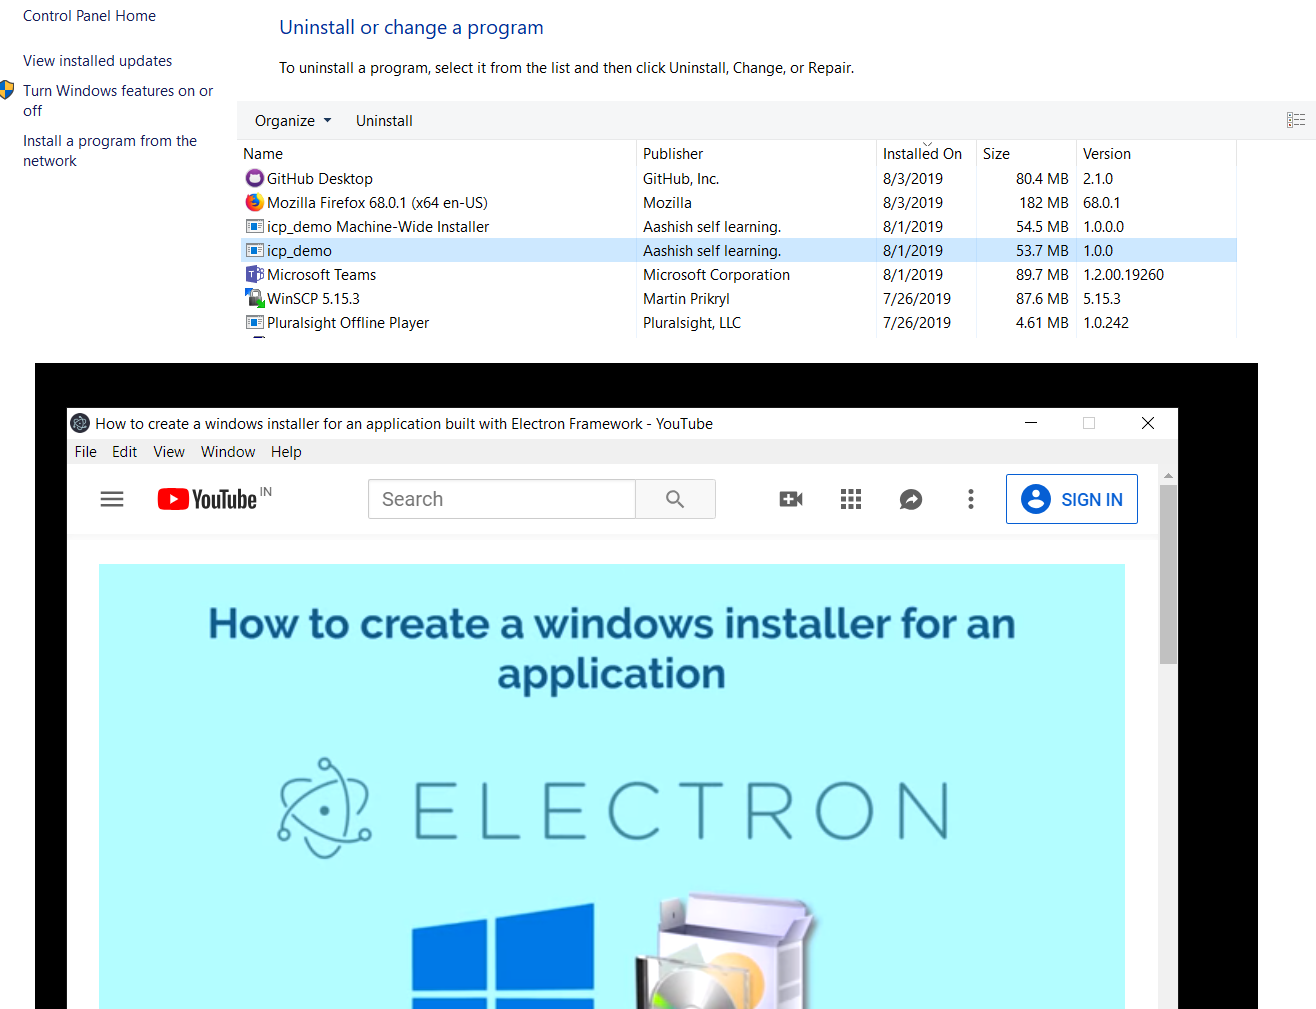 Control Panel Home
View installed updates
Turn Windows features on or
off
Install a program from the
network
Uninstall or change a program
To uninstall a program, select it from the list and then click Uninstall, Change, or Repair.
Organize Uninstall
Name Publisher Installed On Size Version
GitHub Desktop GitHub, Inc. 8/3/2019 80.4 MB 2.1.0
Mozilla Firefox 68.0.1 (x64 en-US) Mozilla 8/3/2019 182 MB 68.0.1
icp_demo Machine-Wide Installer Aashish self learning. 8/1/2019 54.5 MB 1.0.0.0
icp_demo Aashish self learning. 8/1/2019 53.7 MB 1.0.0
Microsoft Teams Microsoft Corporation 8/1/2019 89.7 MB 1.2.00.19260
WinSCP 5.15.3 Martin Prikryl 7/26/2019 87.6 MB 5.15.3
Pluralsight Offline Player Pluralsight, LLC 7/26/2019 4.61 MB 1.0.242
How to create a windows installer for an application built with Electron Framework - YouTube
File Edit View Window Help
YouTube IN Search SIGN IN
How to create a windows installer for an
application
ELECTRON